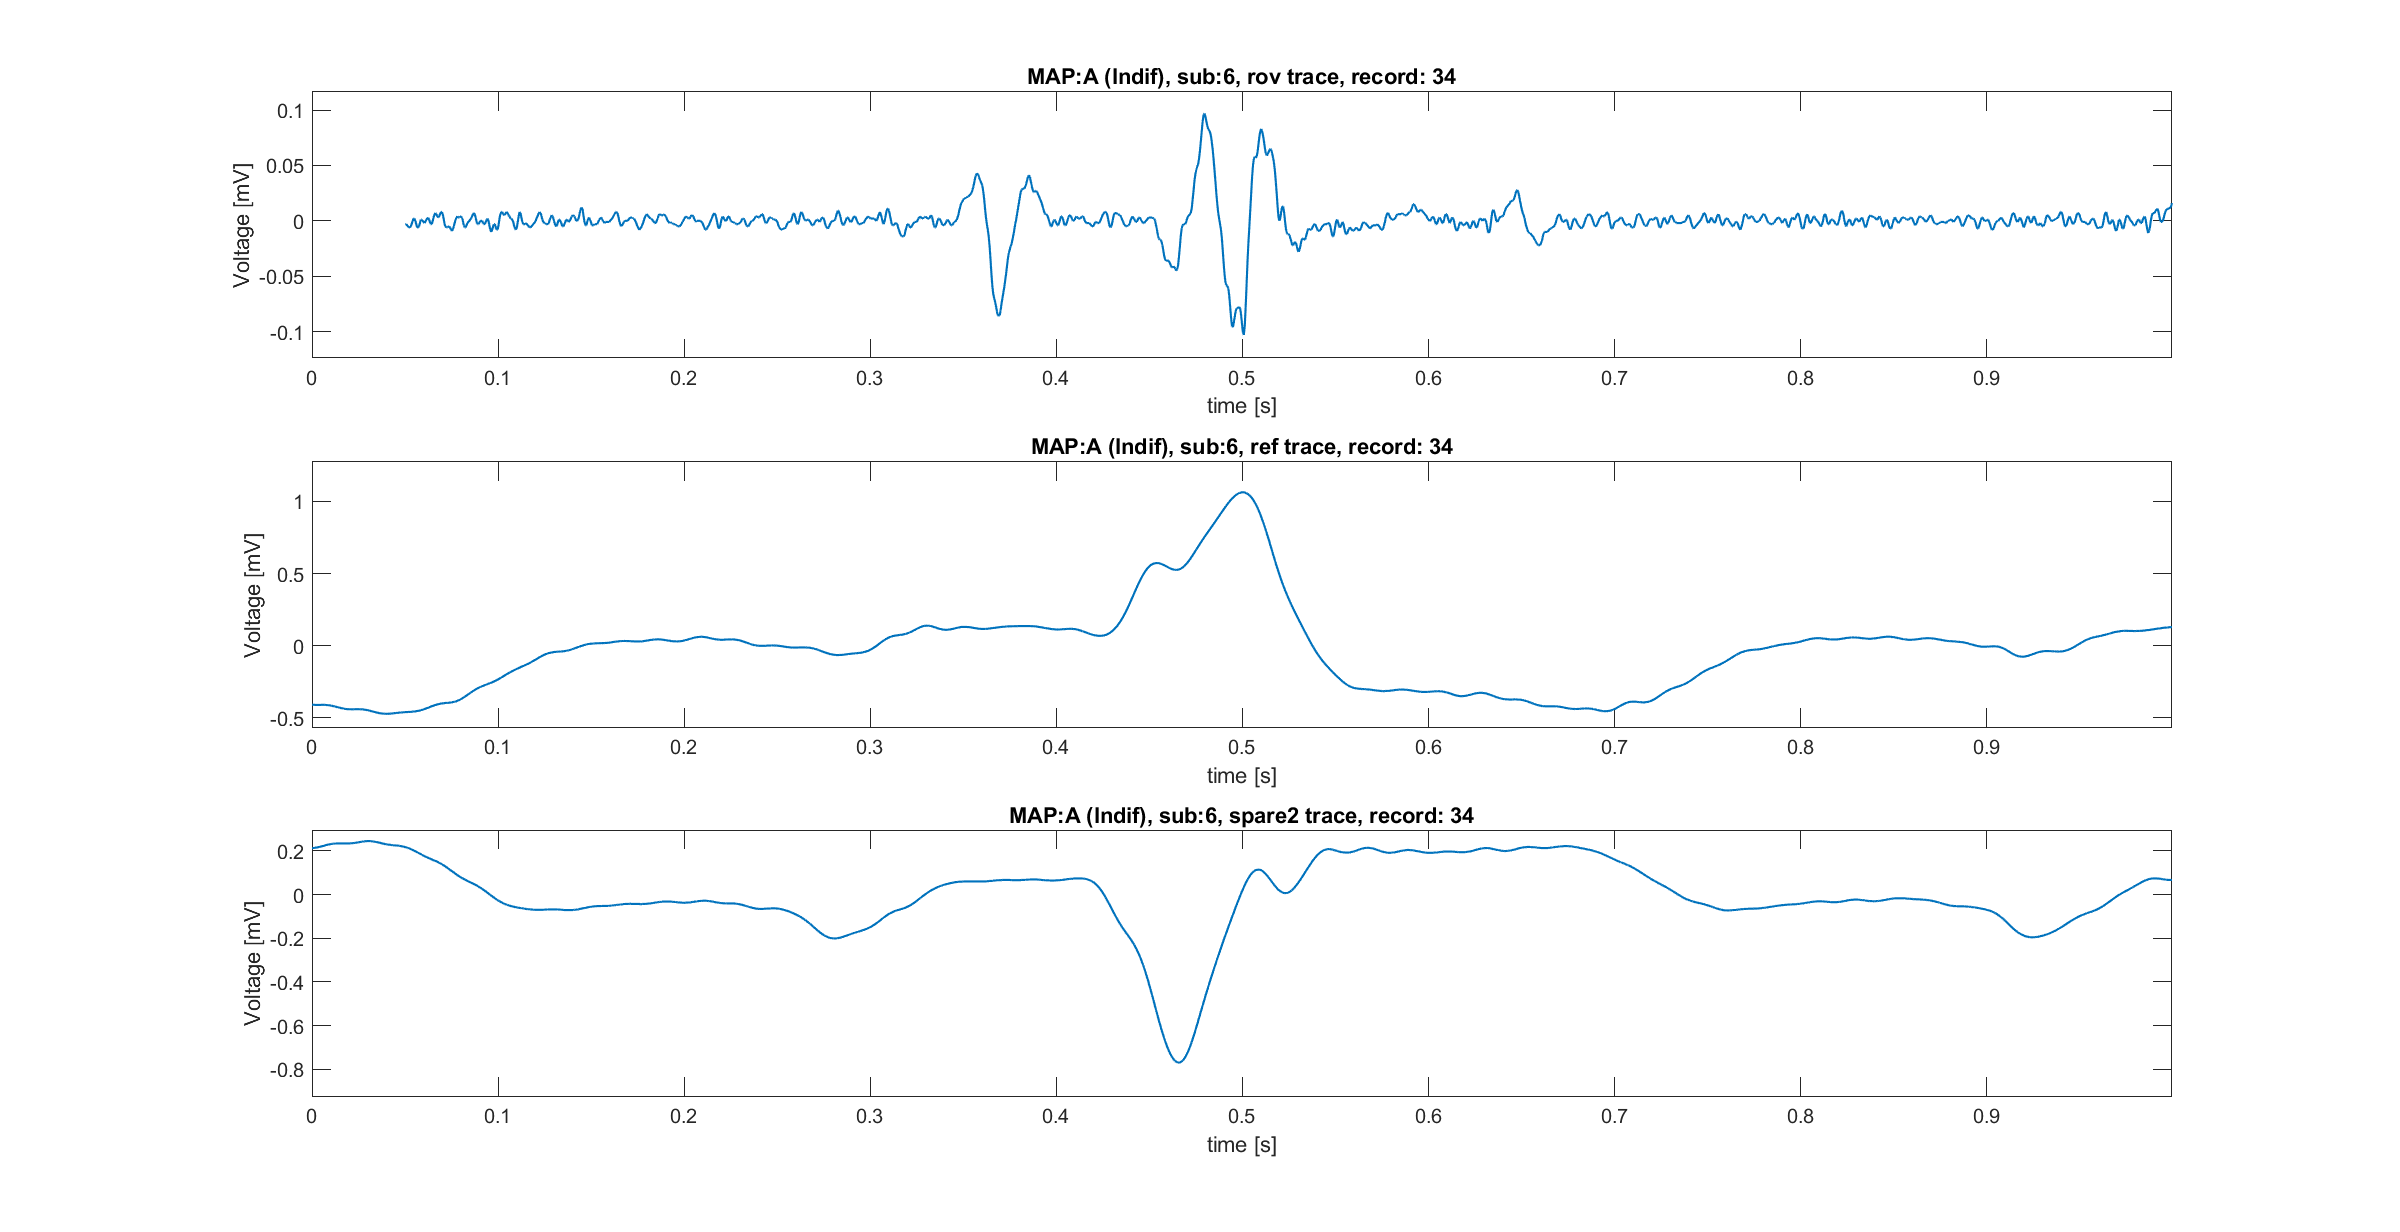 MAP:A (Indif), sub:6, rov trace, record: 34
0.1
0.05
0
-0.05
-0.1
Voltage [mV]
0 0.1 0.2 0.3 0.4 0.5 0.6 0.7 0.8 0.9
time [s]
MAP:A (Indif), sub:6, ref trace, record: 34
1
0.5
0
-0.5
Voltage [mV]
0 0.1 0.2 0.3 0.4 0.5 0.6 0.7 0.8 0.9
time [s]
MAP:A (Indif), sub:6, spare2 trace, record: 34
0.2
0
-0.2
-0.4
-0.6
-0.8
Voltage [mV]
0 0.1 0.2 0.3 0.4 0.5 0.6 0.7 0.8 0.9
time [s]